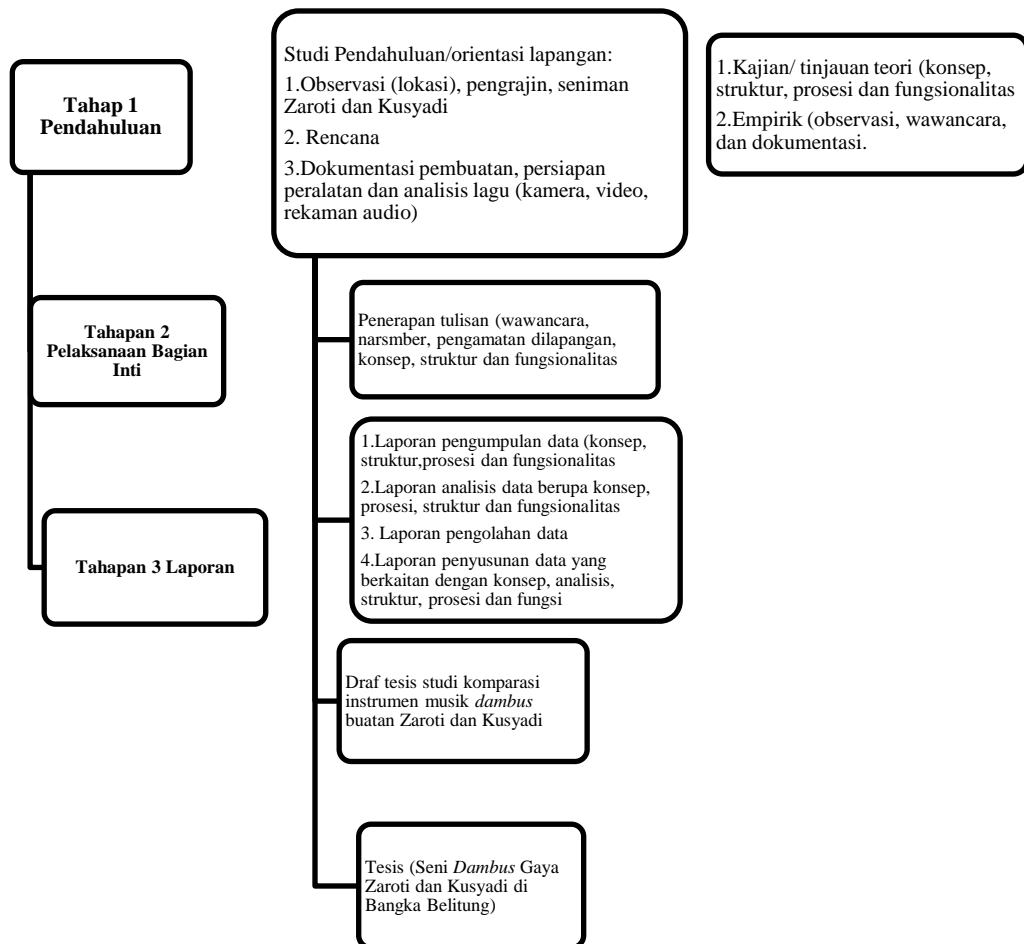 Tahap 1
Pendahuluan
Studi Pendahuluan/orientasi lapangan:
1.Observasi (lokasi), pengrajin, seniman
Zaroti dan Kusyadi
2. Rencana
3.Dokumentasi pembuatan, persiapan
peralatan dan analisis lagu (kamera, video,
rekaman audio)
1.Kajian/ tinjauan teori (konsep,
struktur, prosesi dan fungsionalitas
2.Empirik (observasi, wawancara,
dan dokumentasi.
Tahapan 2
Pelaksanaan Bagian
Inti
Penerapan tulisan (wawancara,
narsmber, pengamatan dilapangan,
konsep, struktur dan fungsionalitas
Tahapan 3 Laporan
1.Laporan pengumpulan data (konsep,
struktur,prosesi dan fungsionalitas
2.Laporan analisis data berupa konsep,
prosesi, struktur dan fungsionalitas
3. Laporan pengolahan data
4.Laporan penyusunan data yang
berkaitan dengan konsep, analisis,
struktur, prosesi dan fungsi
Draf tesis studi komparasi
instrumen musik dambus
buatan Zaroti dan Kusyadi
Tesis (Seni Dambus Gaya
Zaroti dan Kusyadi di
Bangka Belitung)